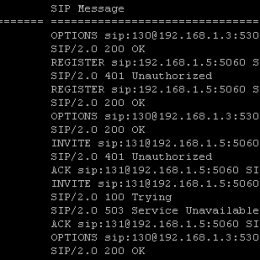 SIP Message
======= ==============================
OPTIONS sip:130@192.168.1.3:530
SIP/2.0 200 OK
REGISTER sip:192.168.1.5:5060 S
SIP/2.0 401 Unauthorized
REGISTER sip:192.168.1.5:5060 S
SIP/2.0 200 OK
OPTIONS sip:130@192.168.1.3:530
SIP/2.0 200 OK
INVITE sip:131@192.168.1.5:5060
SIP/2.0 401 Unauthorized
ACK sip:131@192.168.1.5:5060 SI
INVITE sip:131@192.168.1.5:5060
SIP/2.0 100 Trying
SIP/2.0 503 Service Unavailable
ACK sip:131@192.168.1.5:5060 SI
OPTIONS sip:130@192.168.1.3:530
SIP/2.0 200 OK